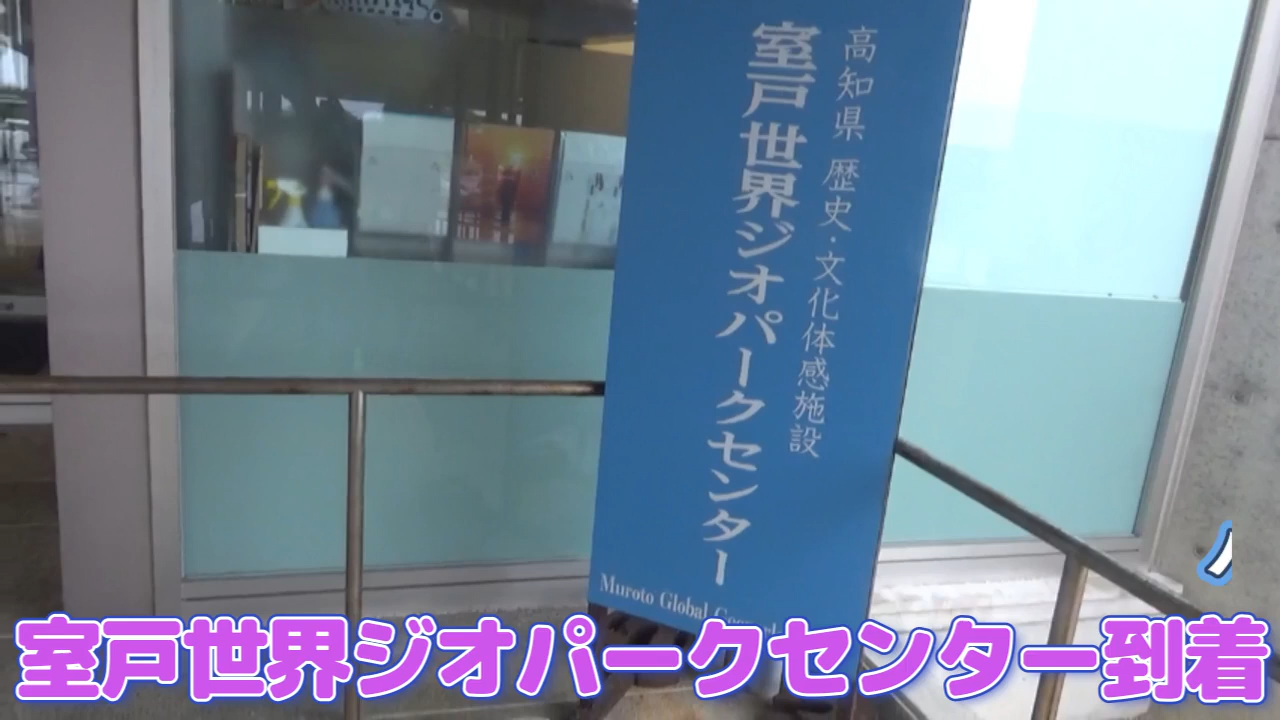 高知県 歴史・文化体感施設
室戸世界ジオパークセンター
Muroto Global
室戸世界ジオパークセンター到着